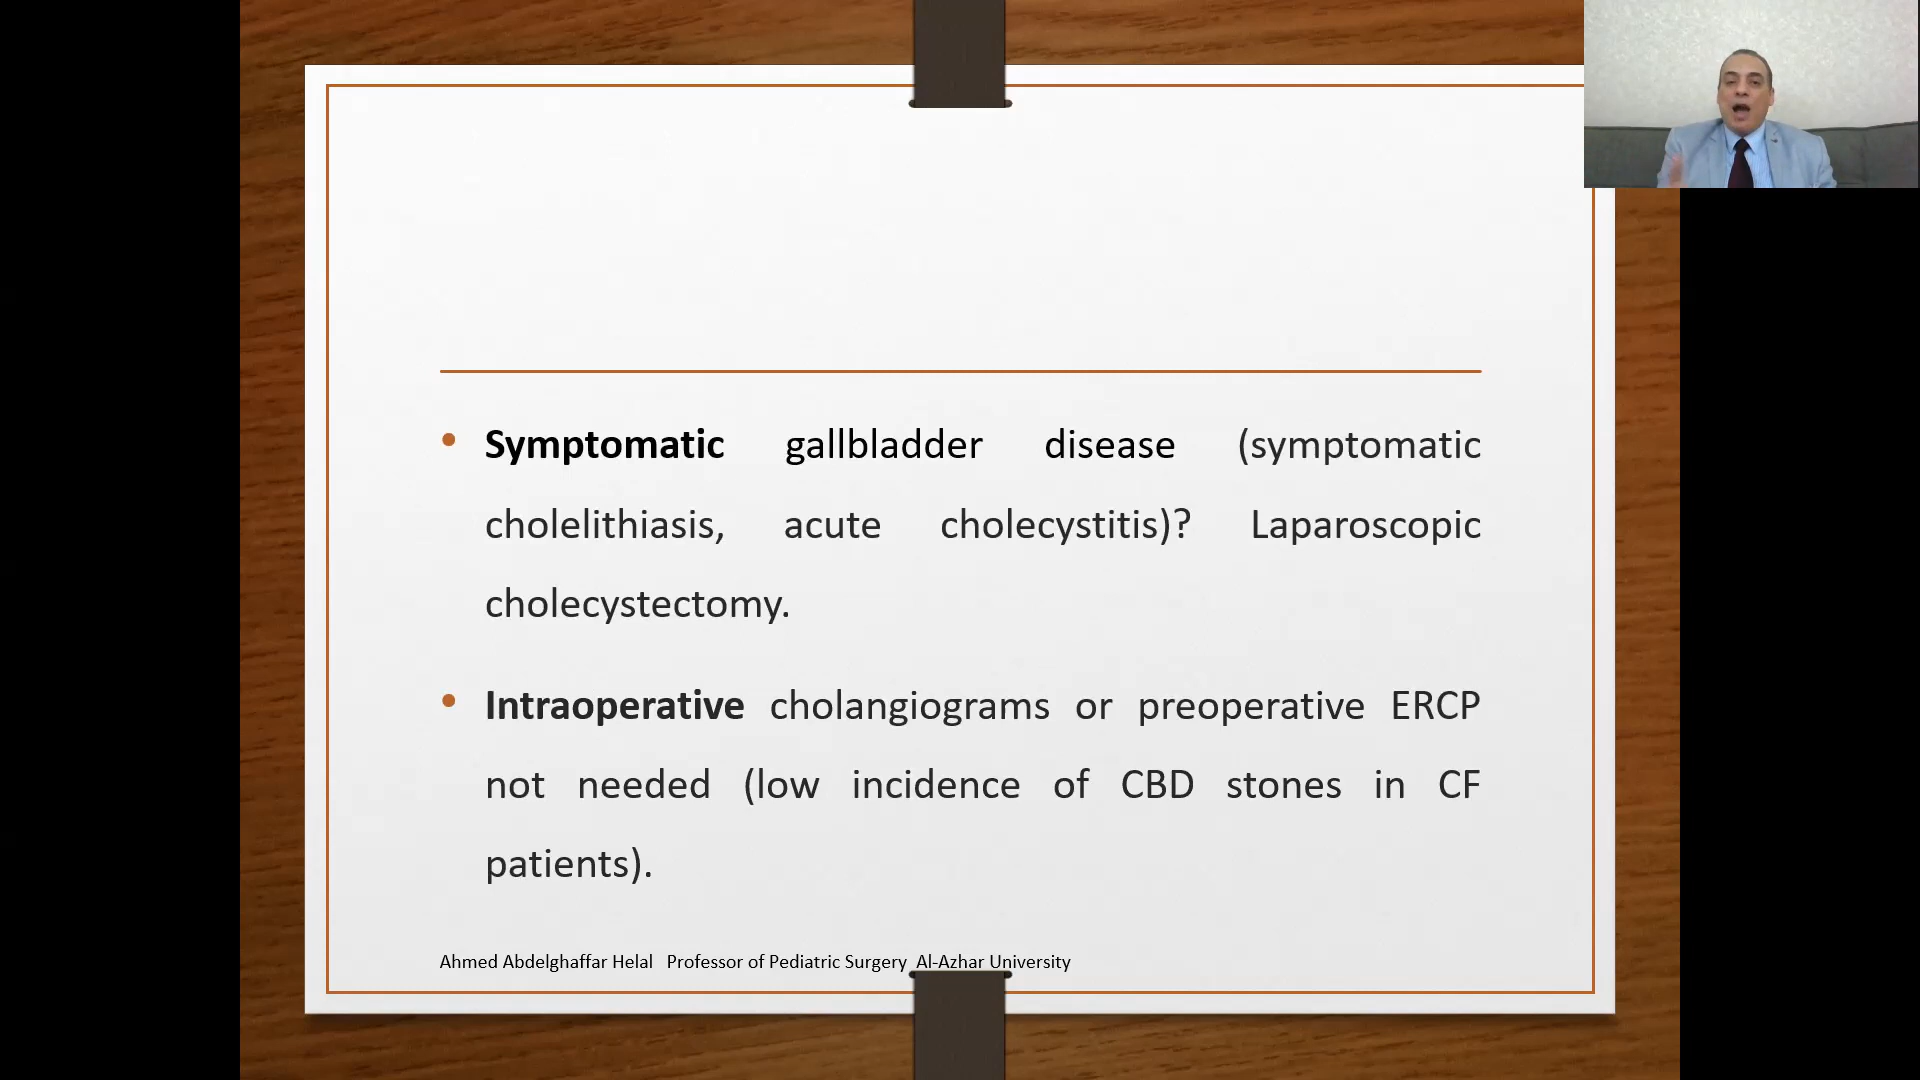 Symptomatic gallbladder disease (symptomatic
cholelithiasis, acute cholecystitis)? Laparoscopic
cholecystectomy.
Intraoperative cholangiograms or preoperative ERCP
not needed (low incidence of CBD stones in CF
patients).
Ahmed Abdelghaffar Helal Professor of Pediatric Surgery Al-Azhar University